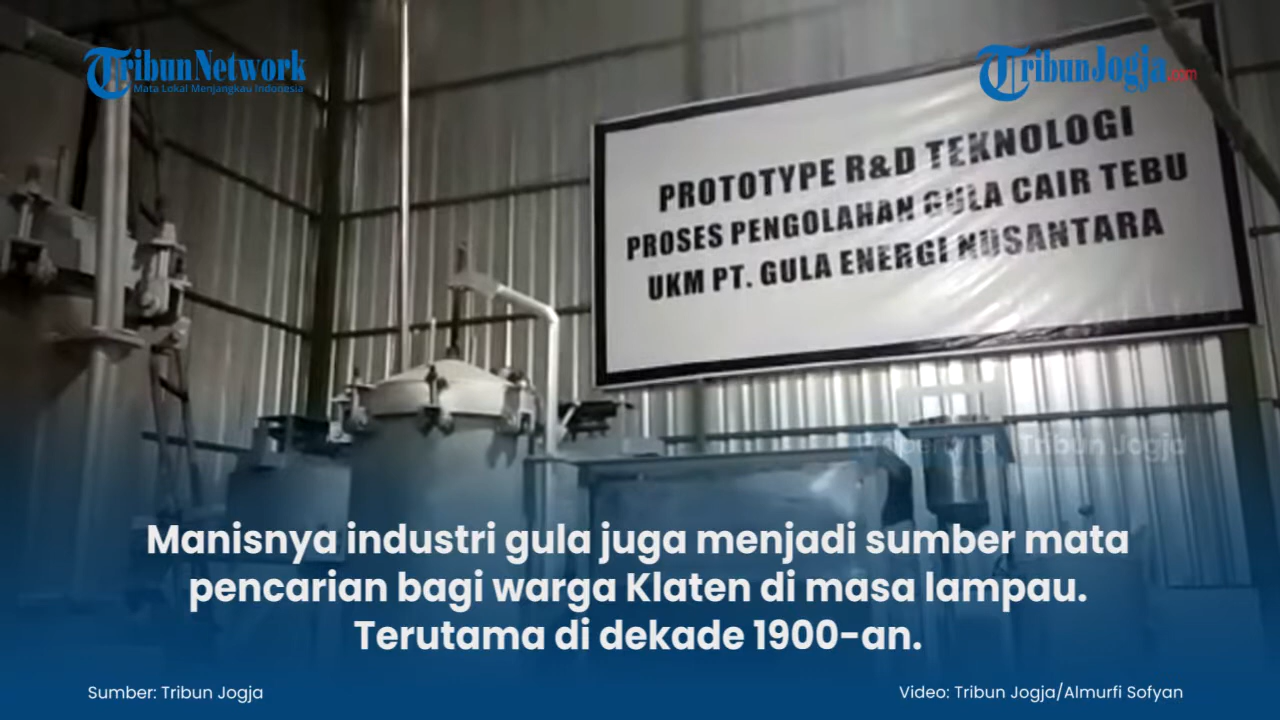 TribunNetwork
Mata Lokal Menjangkau Indonesia
TribunJogja.com
PROTOTYPE R&D TEKNOLOGI
PROSES PENGOLAHAN GULA CAIR TEBU
UKM PT. GULA ENERGI NUSANTARA
Tribun Jogja
Manisnya industri gula juga menjadi sumber mata
pencarian bagi warga Klaten di masa lampau.
Terutama di dekade 1900-an.
Sumber: Tribun Jogja
Video: Tribun Jogja/Almurfi Sofyan